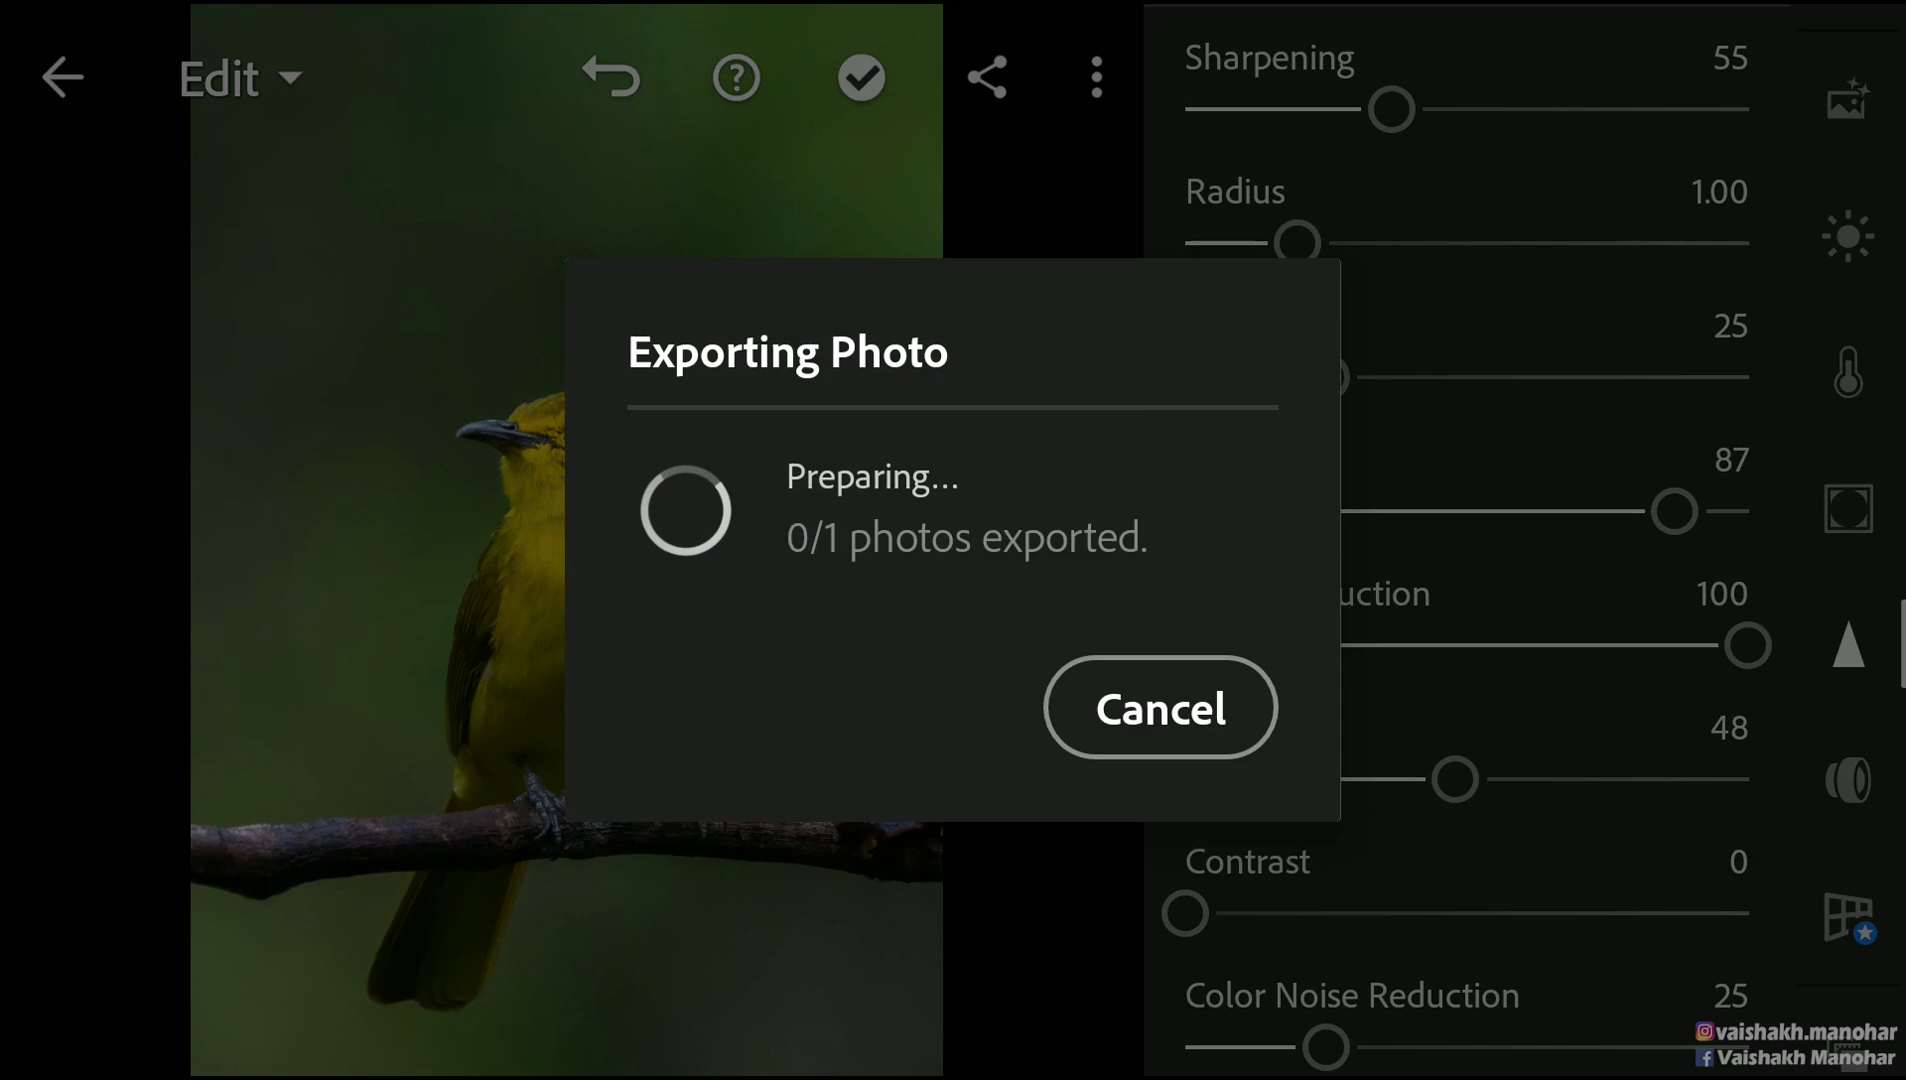 Edit
Sharpening 55
Radius 1.00
25
87
uction 100
48
Contrast 0
Color Noise Reduction 25
Exporting Photo
Preparing...
0/1 photos exported.
Cancel
vaishakh.manohar
Vaishakh Manohar